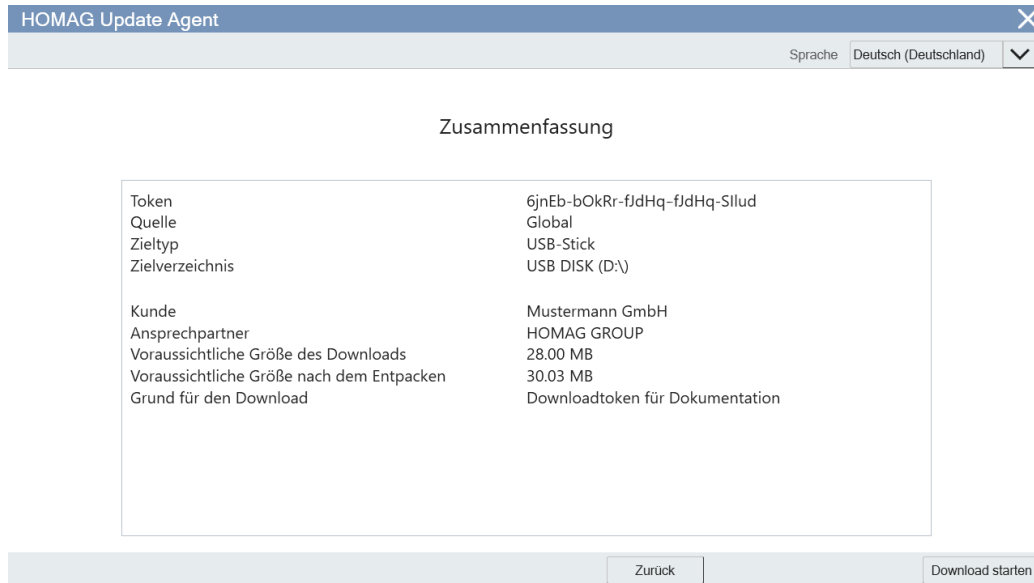 HOMAG Update Agent
Sprache Deutsch (Deutschland)
Zusammenfassung
Token 6jnEb-bOkRr-fJdHq-fJdHq-SIlud
Quelle Global
Zieltyp USB-Stick
Zielverzeichnis USB DISK (D:\)
Kunde Mustermann GmbH
Ansprechpartner HOMAG GROUP
Voraussichtliche Größe des Downloads 28.00 MB
Voraussichtliche Größe nach dem Entpacken 30.03 MB
Grund für den Download Downloadtoken für Dokumentation
Zurück Download starten